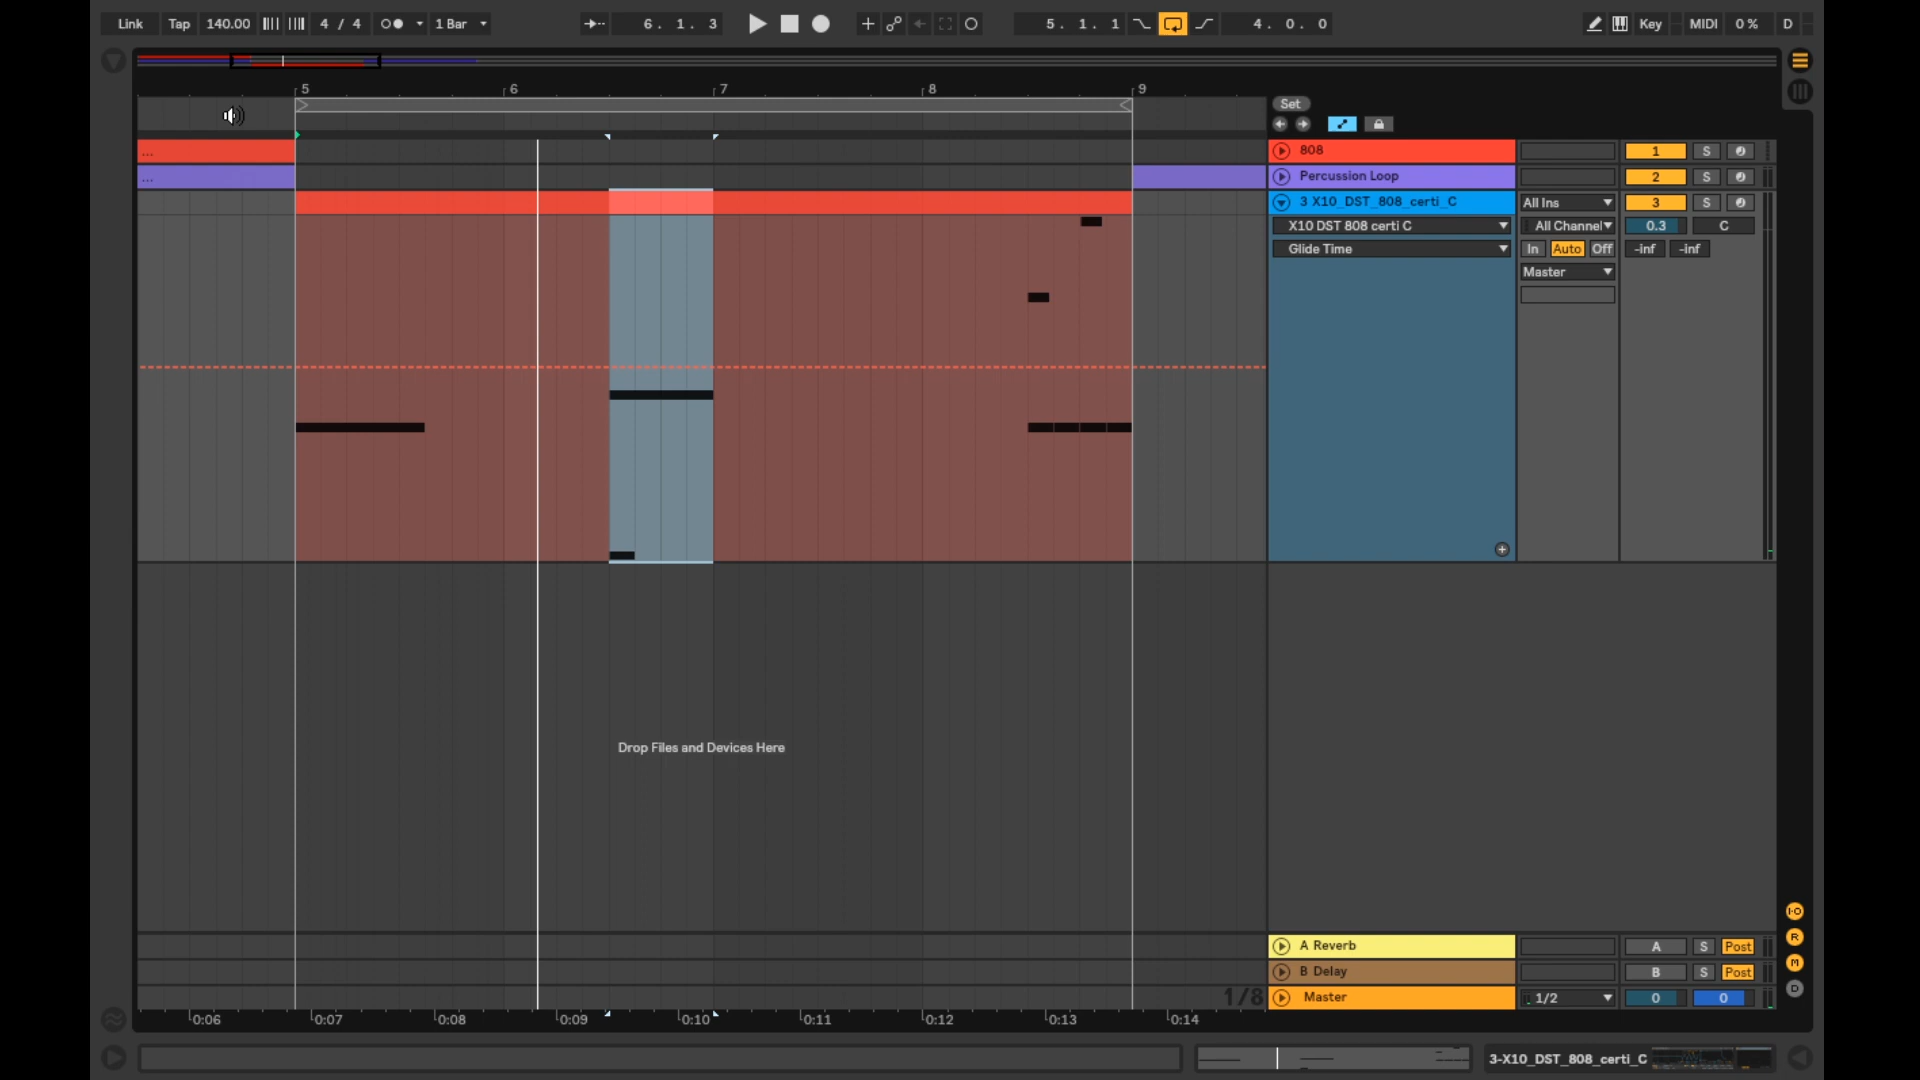 Link Tap 140.00 4 / 4 1 Bar 6. 1. 3 5. 1. 1 4. 0. 0 Key MIDI 0 % D
5 6 7 8 9
Set
... 808 1 S
... Percussion Loop 2 S
3 X10_DST_808_certi_C All Ins 3 S
X10 DST 808 certi C All Channel 0.3 C
Glide Time In Auto Off -inf -inf
Master
Drop Files and Devices Here
A Reverb A S Post
B Delay B S Post
1/8 Master 1/2 0 0
I·O
R
M
D
0:06 0:07 0:08 0:09 0:10 0:11 0:12 0:13 0:14
3-X10_DST_808_certi_C